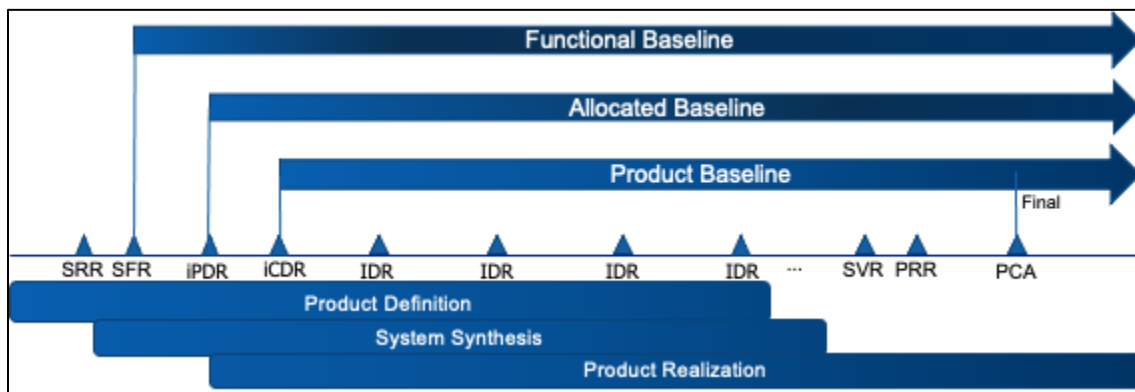 Functional Baseline
Allocated Baseline
Product Baseline
Final
SRR SFR iPDR iCDR IDR IDR IDR IDR ... SVR PRR PCA
Product Definition
System Synthesis
Product Realization